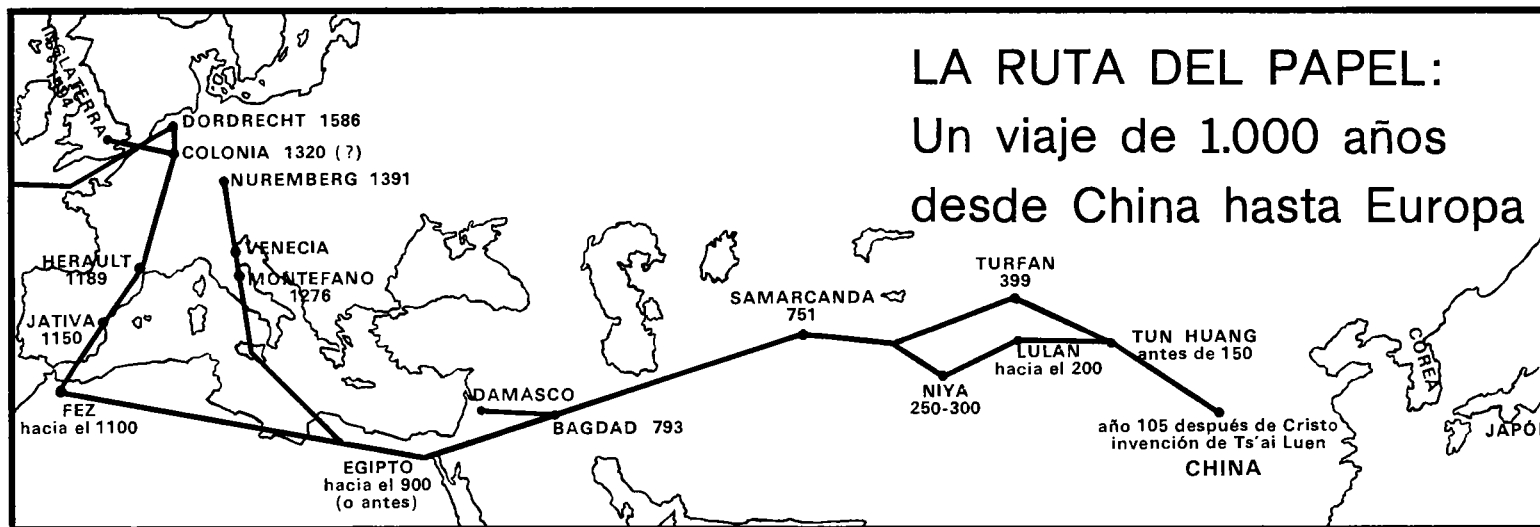 LA RUTA DEL PAPEL:
Un viaje de 1.000 años
desde China hasta Europa
INGLATERRA
DORDRECHT 1586
COLONIA 1320 (?)
NUREMBERG 1391
VENECIA
HERAULT
1189
MONTEFANO
1276
JATIVA
1150
FEZ
hacia el 1100
EGIPTO
hacia el 900
(o antes)
DAMASCO
BAGDAD 793
SAMARCANDA
751
TURFAN
399
NIYA
250-300
LULAN
hacia el 200
TUN HUANG
antes de 150
año 105 después de Cristo
invención de Ts'ai Luen
CHINA
COREA
JAPÓN